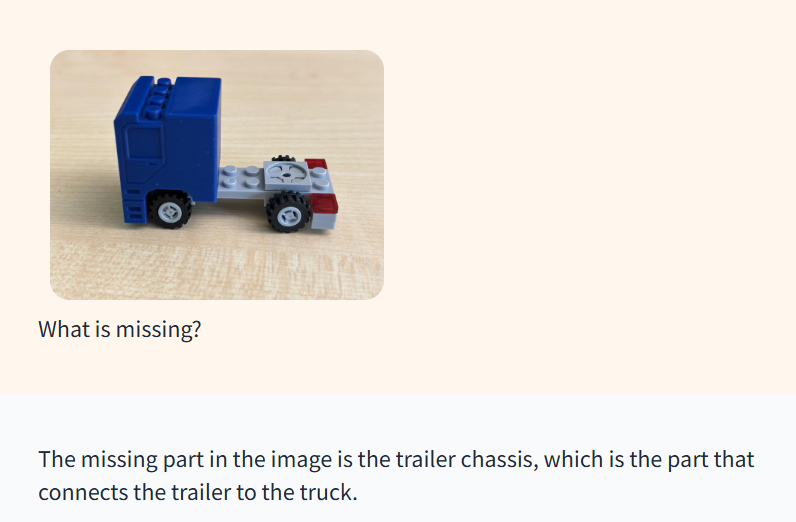 What is missing?
The missing part in the image is the trailer chassis, which is the part that
connects the trailer to the truck.